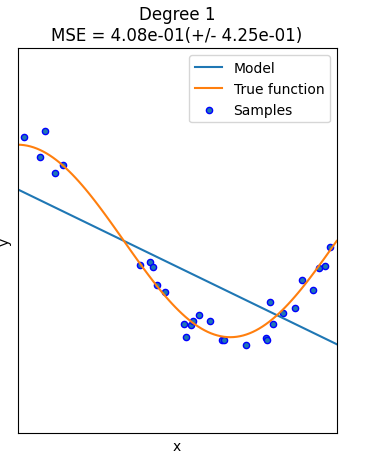 Degree 1
MSE = 4.08e-01(+/- 4.25e-01)
Model
True function
Samples
y
x